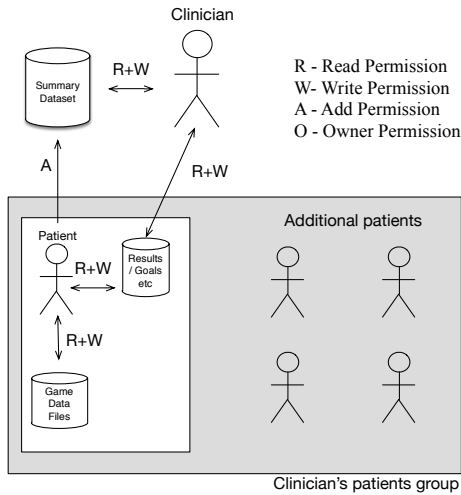 Clinician
Summary
Dataset
R+W
R - Read Permission
W- Write Permission
A - Add Permission
O - Owner Permission
A
R+W
Patient
R+W
Results
/ Goals
etc
Additional patients
R+W
Game
Data
Files
Clinician's patients group